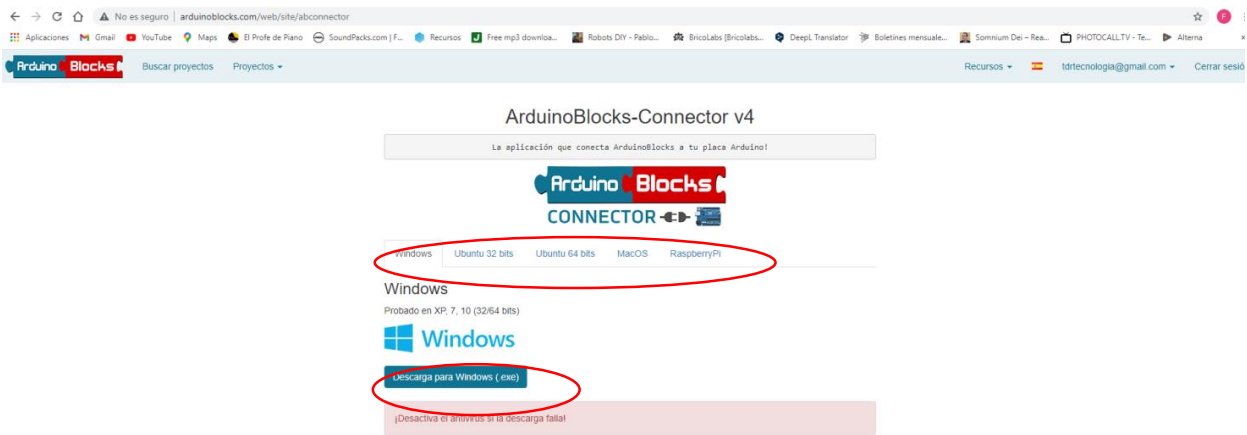 No es seguro | arduinoblocks.com/web/site/abconnector
Aplicaciones Gmail YouTube Maps El Profe de Piano SoundPacks.com | F... Recursos Free mp3 downloa... Robots DIY - Pablo... BricoLabs [Bricolabs... DeepL Translator Boletines mensuale... Somnium Dei – Rea... PHOTOCALL.TV - Te... Alterna
Arduino Blocks Buscar proyectos Proyectos Recursos tdrtecnologia@gmail.com Cerrar sesió
ArduinoBlocks-Connector v4
La aplicación que conecta ArduinoBlocks a tu placa Arduino!
Arduino Blocks
CONNECTOR
Windows Ubuntu 32 bits Ubuntu 64 bits MacOS RaspberryPi
Windows
Probado en XP, 7, 10 (32/64 bits)
Windows
Descarga para Windows (.exe)
¡Desactiva el antivirus si la descarga falla!